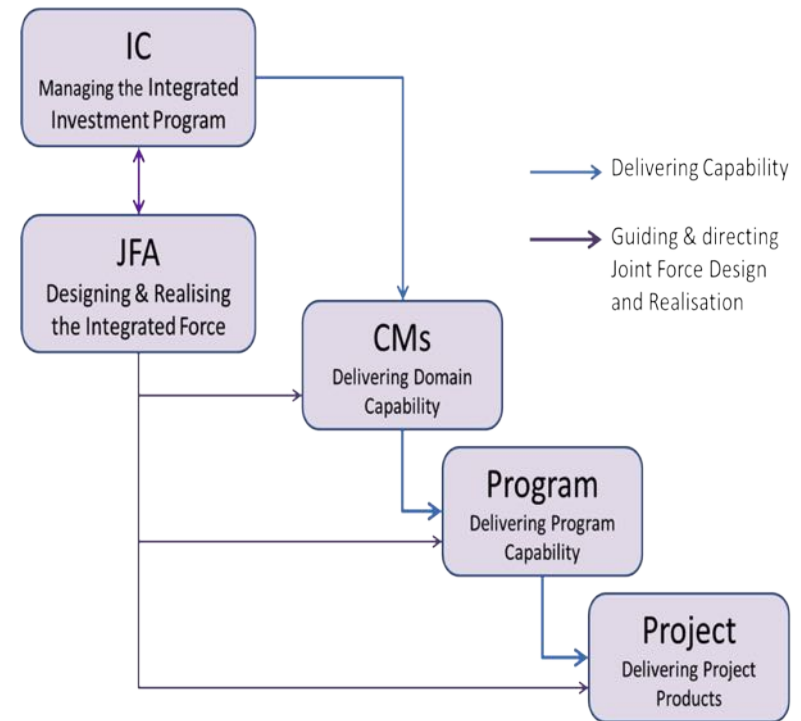 IC
Managing the Integrated
Investment Program
Delivering Capability
JFA
Designing & Realising
the Integrated Force
Guiding & directing
Joint Force Design
and Realisation
CMs
Delivering Domain
Capability
Program
Delivering Program
Capability
Project
Delivering Project
Products